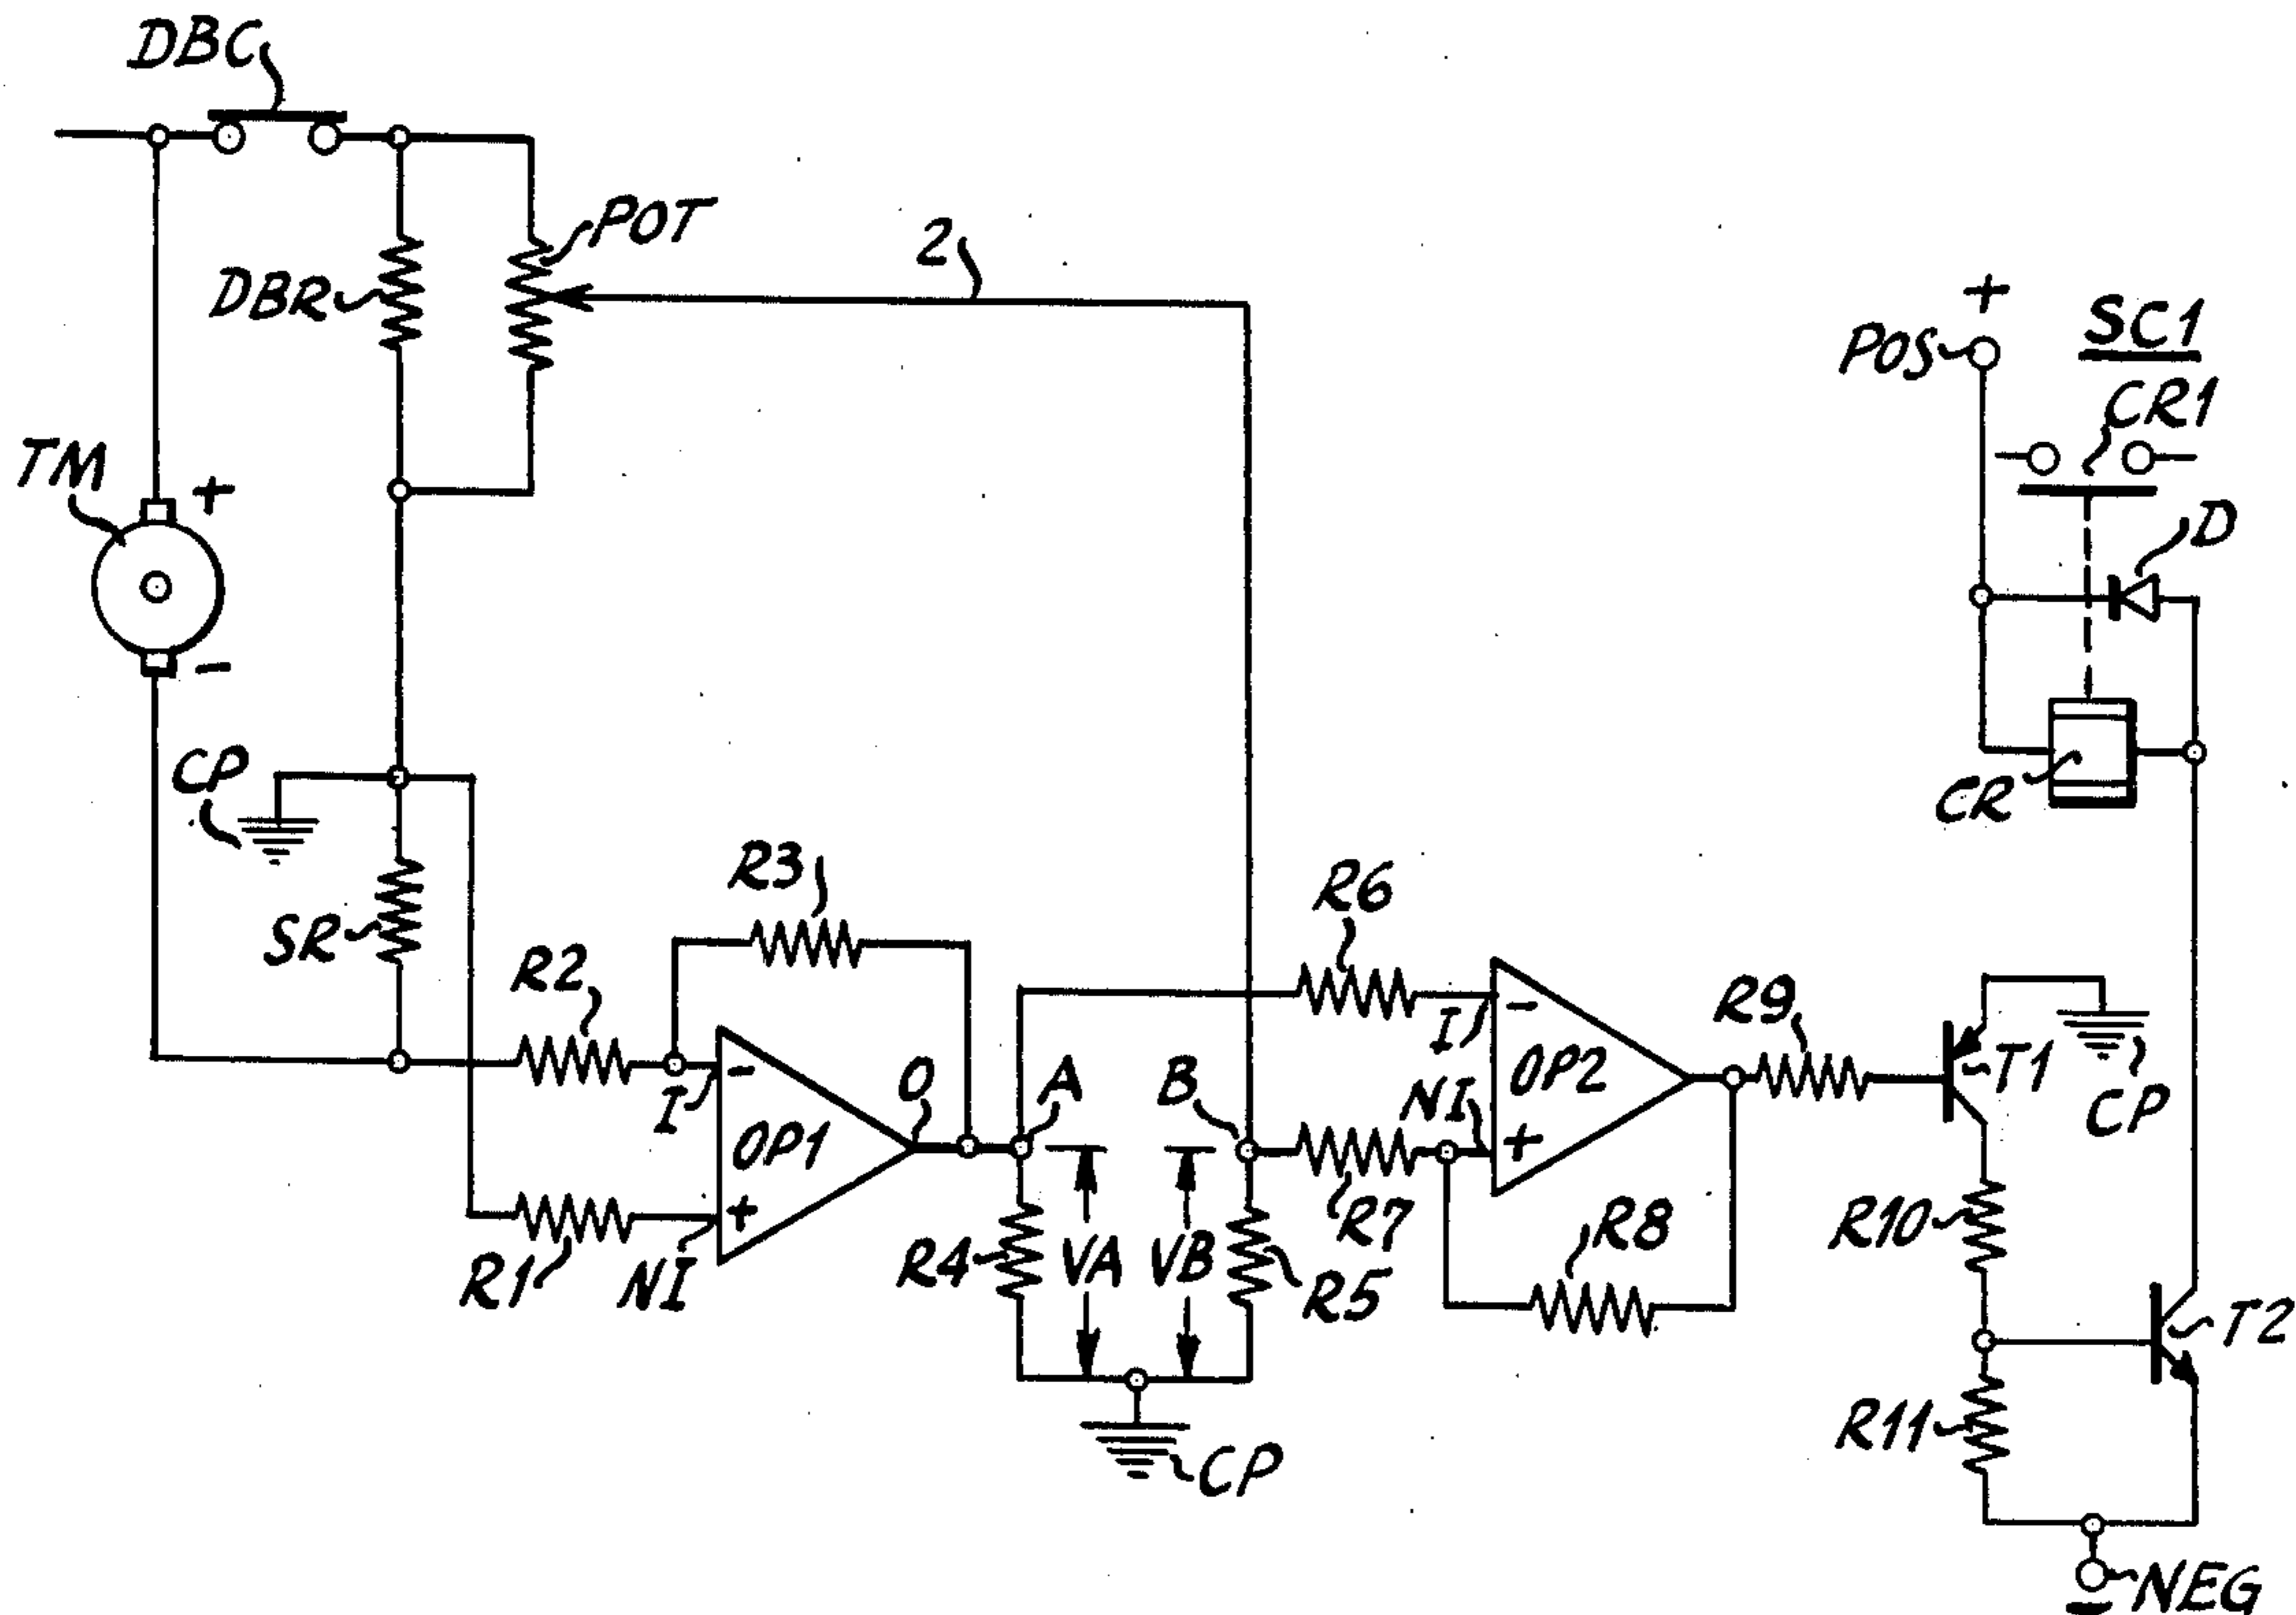 DBC
POT
2
DBR
+
SC1
POS
CR1
TM
+
D
-
CP
CR
R3
R6
SR
R2
R9
-
I
OP2
T1
A
B
O
-
I
NI
CP
OP1
+
R7
R8
R10
+
R1
NI
R4
VA
VB
R5
T2
R11
CP
NEG
-